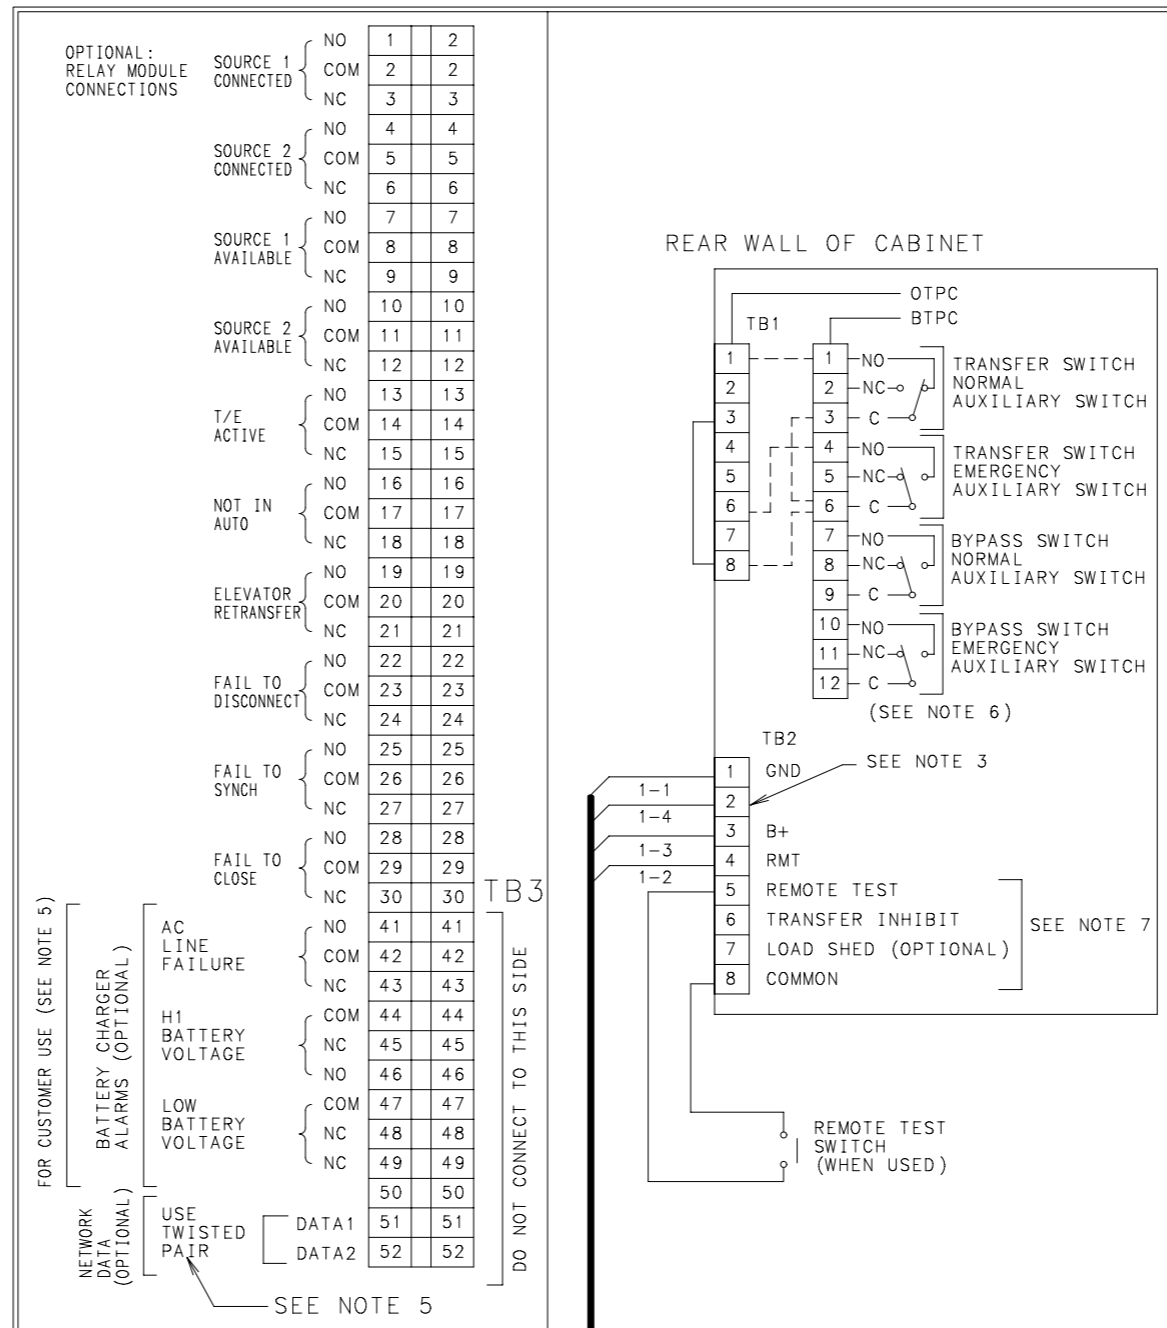 OPTIONAL:
RELAY MODULE
CONNECTIONS
SOURCE 1
CONNECTED
NO 1 2
COM 2 2
NC 3 3
SOURCE 2
CONNECTED
NO 4 4
COM 5 5
NC 6 6
SOURCE 1
AVAILABLE
NO 7 7
COM 8 8
NC 9 9
SOURCE 2
AVAILABLE
NO 10 10
COM 11 11
NC 12 12
T/E
ACTIVE
NO 13 13
COM 14 14
NC 15 15
NOT IN
AUTO
NO 16 16
COM 17 17
NC 18 18
ELEVATOR
RETRANSFER
NO 19 19
COM 20 20
NC 21 21
FAIL TO
DISCONNECT
NO 22 22
COM 23 23
NC 24 24
FAIL TO
SYNCH
NO 25 25
COM 26 26
NC 27 27
FAIL TO
CLOSE
NO 28 28
COM 29 29
NC 30 30
TB3
FOR CUSTOMER USE (SEE NOTE 5)
BATTERY CHARGER
ALARMS (OPTIONAL)
AC
LINE
FAILURE
NO 41 41
COM 42 42
NC 43 43
H1
BATTERY
VOLTAGE
COM 44 44
NC 45 45
NO 46 46
LOW
BATTERY
VOLTAGE
COM 47 47
NC 48 48
NC 49 49
50 50
NETWORK
DATA
(OPTIONAL)
USE
TWISTED
PAIR
DATA1 51 51
DATA2 52 52
DO NOT CONNECT TO THIS SIDE
SEE NOTE 5
REAR WALL OF CABINET
OTPC
BTPC
TB1
1
2
3
4
5
6
7
8
1 NO
2 NC
3 C
TRANSFER SWITCH
NORMAL
AUXILIARY SWITCH
4 NO
5 NC
6 C
TRANSFER SWITCH
EMERGENCY
AUXILIARY SWITCH
7 NO
8 NC
9 C
BYPASS SWITCH
NORMAL
AUXILIARY SWITCH
10 NO
11 NC
12 C
BYPASS SWITCH
EMERGENCY
AUXILIARY SWITCH
(SEE NOTE 6)
TB2
SEE NOTE 3
1 GND
1-1
2
1-4
3 B+
1-3
4 RMT
1-2
5 REMOTE TEST
6 TRANSFER INHIBIT
7 LOAD SHED (OPTIONAL)
8 COMMON
SEE NOTE 7
REMOTE TEST
SWITCH
(WHEN USED)